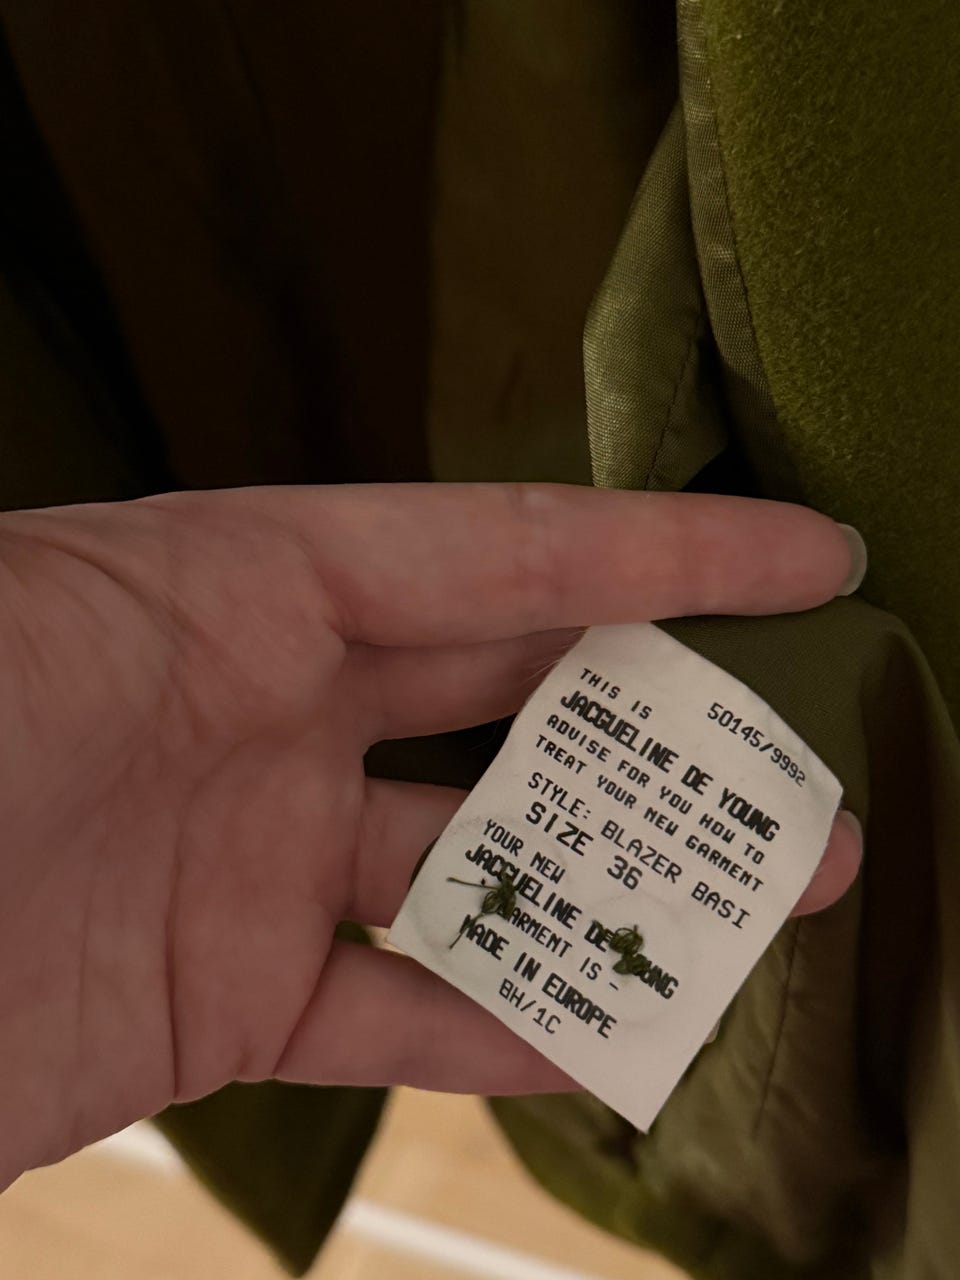 THIS IS 50145/9992
JACGUELINE DE YOUNG
ADVISE FOR YOU HOW TO
TREAT YOUR NEW GARMENT
STYLE: BLAZER BASI
SIZE 36
YOUR NEW
JACGUELINE DE YOUNG
GARMENT IS -
MADE IN EUROPE
BH/1C